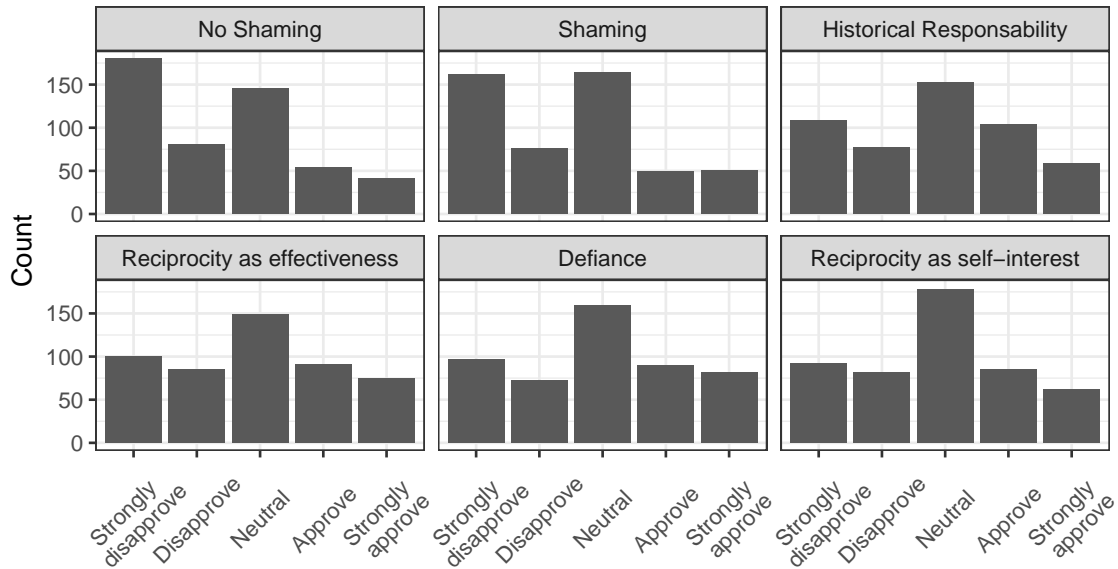 No Shaming
Shaming
Historical Responsability
Count
150
100
50
0
Reciprocity as effectiveness
Defiance
Reciprocity as self−interest
150
100
50
0
Strongly
disapprove
Disapprove
Neutral
Approve
Strongly
approve
Strongly
disapprove
Disapprove
Neutral
Approve
Strongly
approve
Strongly
disapprove
Disapprove
Neutral
Approve
Strongly
approve